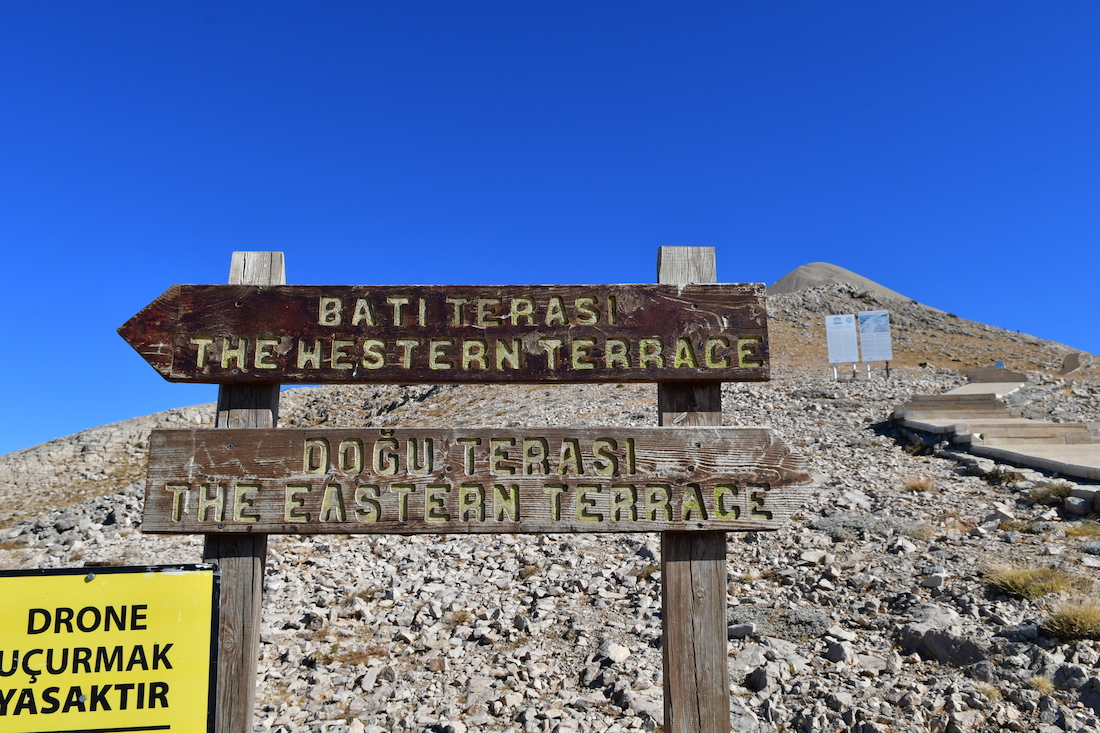 BATI TERASI
THE WESTERN TERRACE
DOĞU TERASI
THE EASTERN TERRACE
DRONE
UÇURMAK
YASAKTIR